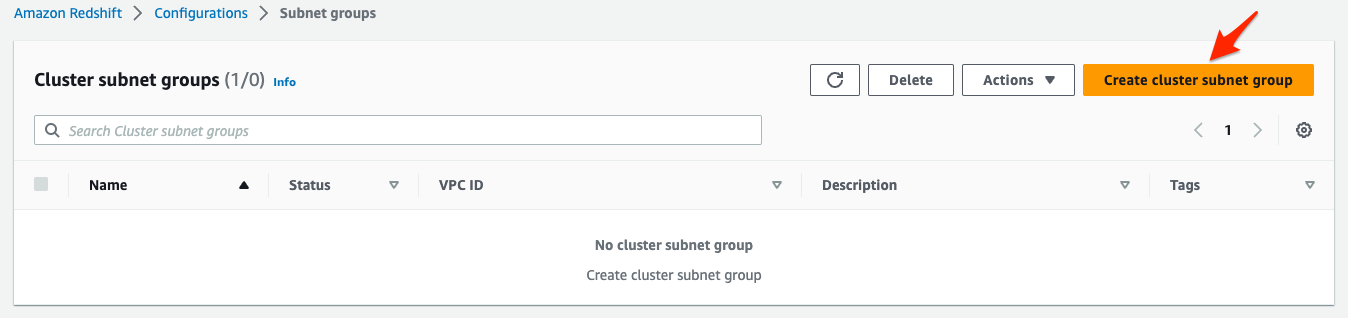 Amazon Redshift > Configurations > Subnet groups
Cluster subnet groups (1/0) Info
Delete
Actions
Create cluster subnet group
Search Cluster subnet groups
1
Name Status VPC ID Description Tags
No cluster subnet group
Create cluster subnet group